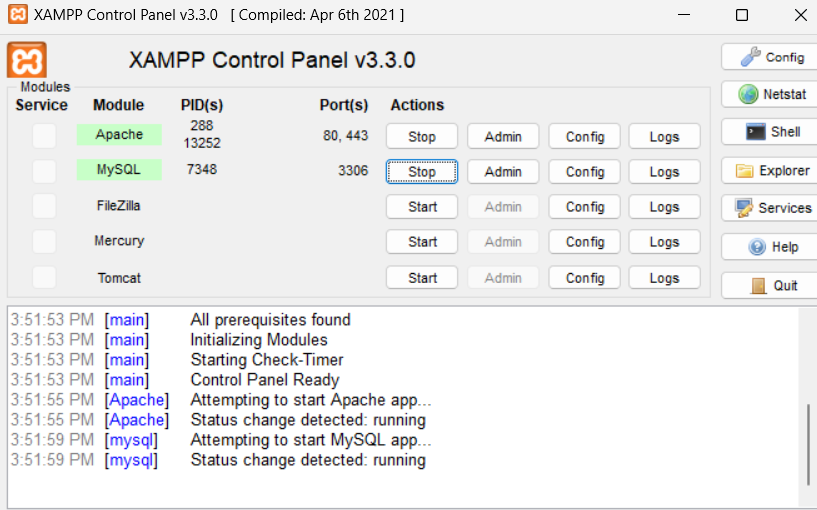 XAMPP Control Panel v3.3.0 [ Compiled: Apr 6th 2021 ]
XAMPP Control Panel v3.3.0
Config
Modules
Service Module PID(s) Port(s) Actions
Netstat
Apache 288 13252 80, 443 Stop Admin Config Logs
Shell
MySQL 7348 3306 Stop Admin Config Logs
Explorer
FileZilla Start Admin Config Logs
Services
Mercury Start Admin Config Logs
Help
Tomcat Start Admin Config Logs
Quit
3:51:53 PM [main] All prerequisites found
3:51:53 PM [main] Initializing Modules
3:51:53 PM [main] Starting Check-Timer
3:51:53 PM [main] Control Panel Ready
3:51:55 PM [Apache] Attempting to start Apache app...
3:51:55 PM [Apache] Status change detected: running
3:51:59 PM [mysql] Attempting to start MySQL app...
3:51:59 PM [mysql] Status change detected: running